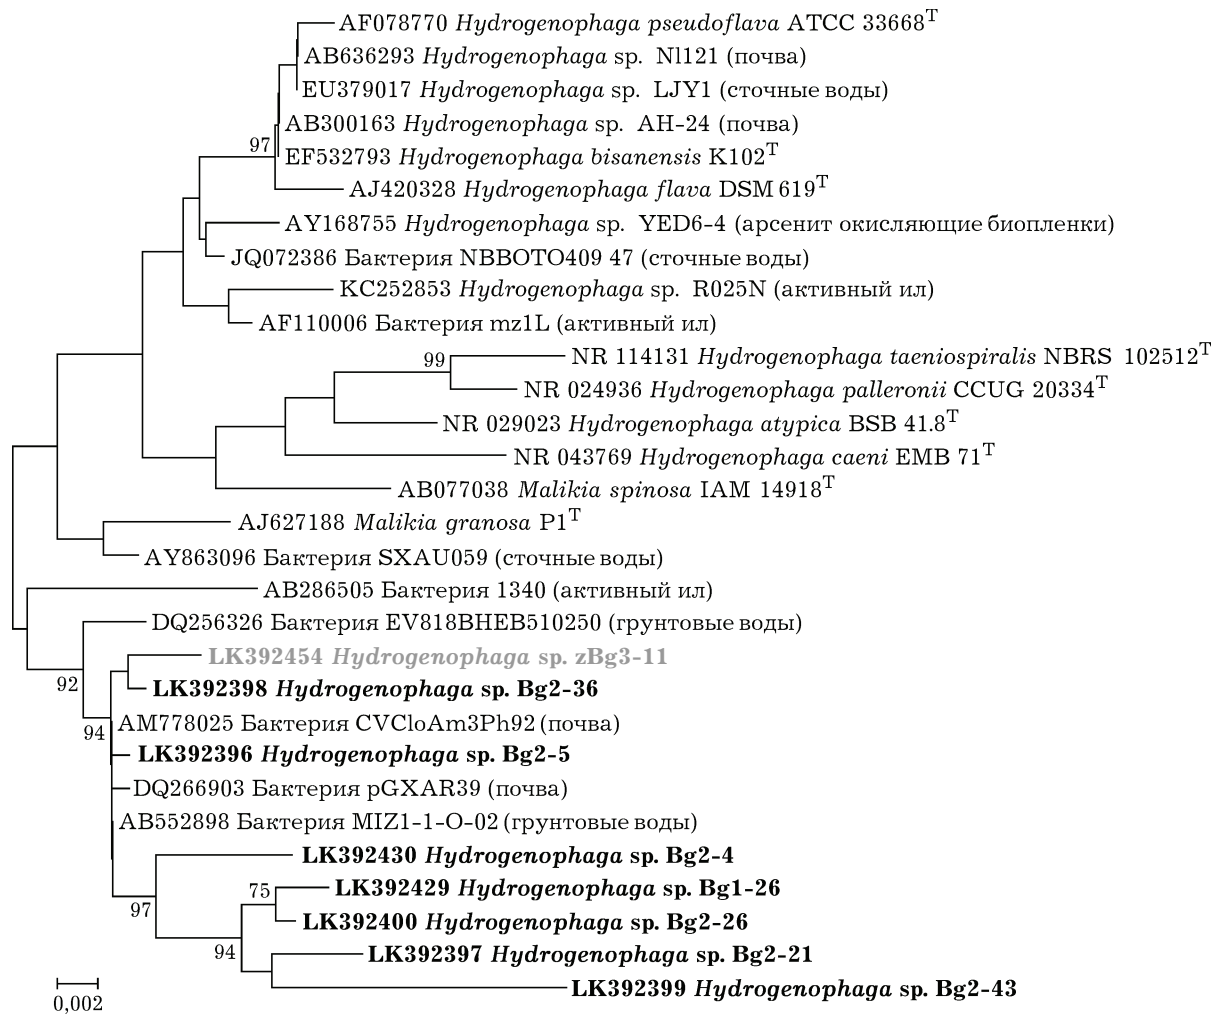 AF078770 Hydrogenophaga pseudoflava ATCC 33668T
AB636293 Hydrogenophaga sp. Nl121 (почва)
EU379017 Hydrogenophaga sp. LJY1 (сточные воды)
AB300163 Hydrogenophaga sp. AH-24 (почва)
97
EF532793 Hydrogenophaga bisanensis K102T
AJ420328 Hydrogenophaga flava DSM 619T
AY168755 Hydrogenophaga sp. YED6-4 (арсенит окисляющие биопленки)
JQ072386 Бактерия NBBOTO409 47 (сточные воды)
KC252853 Hydrogenophaga sp. R025N (активный ил)
AF110006 Бактерия mz1L (активный ил)
99
NR 114131 Hydrogenophaga taeniospiralis NBRS 102512T
NR 024936 Hydrogenophaga palleronii CCUG 20334T
NR 029023 Hydrogenophaga atypica BSB 41.8T
NR 043769 Hydrogenophaga caeni EMB 71T
AB077038 Malikia spinosa IAM 14918T
AJ627188 Malikia granosa P1T
AY863096 Бактерия SXAU059 (сточные воды)
AB286505 Бактерия 1340 (активный ил)
DQ256326 Бактерия EV818BHEB510250 (грунтовые воды)
LK392454 Hydrogenophaga sp. zBg3-11
92
LK392398 Hydrogenophaga sp. Bg2-36
AM778025 Бактерия CVCloAm3Ph92 (почва)
94
LK392396 Hydrogenophaga sp. Bg2-5
DQ266903 Бактерия pGXAR39 (почва)
AB552898 Бактерия MIZ1-1-O-02 (грунтовые воды)
LK392430 Hydrogenophaga sp. Bg2-4
75
LK392429 Hydrogenophaga sp. Bg1-26
97
LK392400 Hydrogenophaga sp. Bg2-26
94
LK392397 Hydrogenophaga sp. Bg2-21
LK392399 Hydrogenophaga sp. Bg2-43
0,002